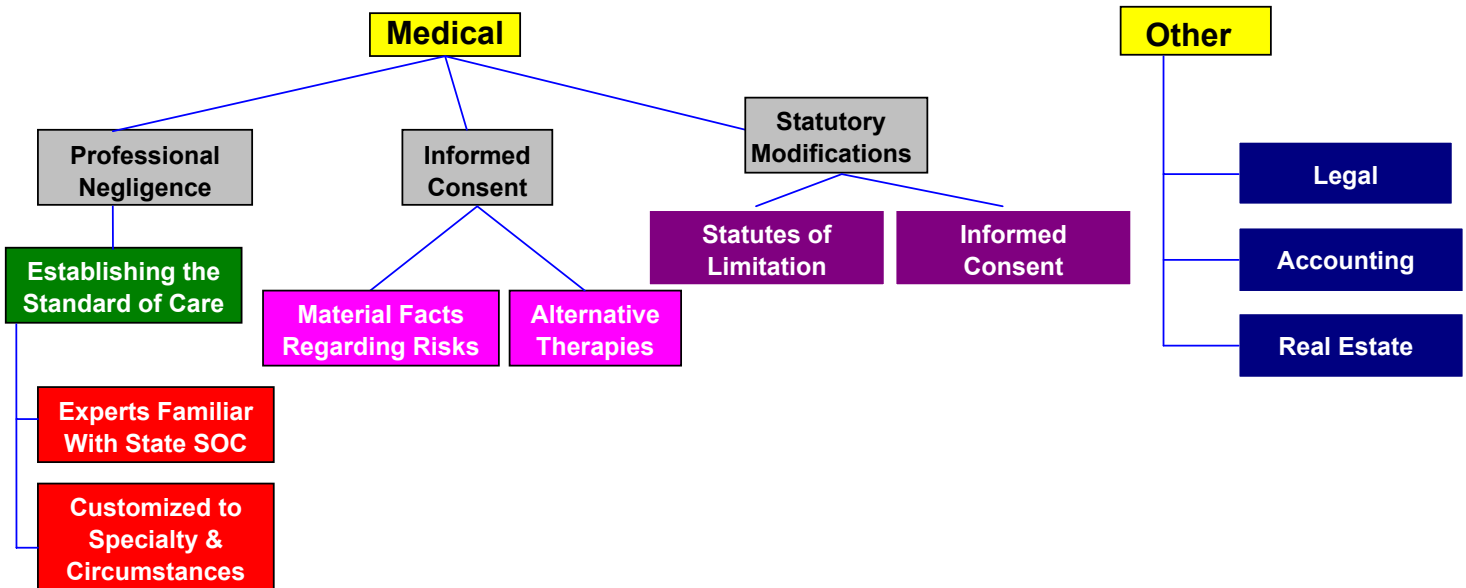 Medical
Other
Professional
Negligence
Informed
Consent
Statutory
Modifications
Legal
Establishing the
Standard of Care
Statutes of
Limitation
Informed
Consent
Accounting
Material Facts
Regarding Risks
Alternative
Therapies
Real Estate
Experts Familiar
With State SOC
Customized to
Specialty &
Circumstances